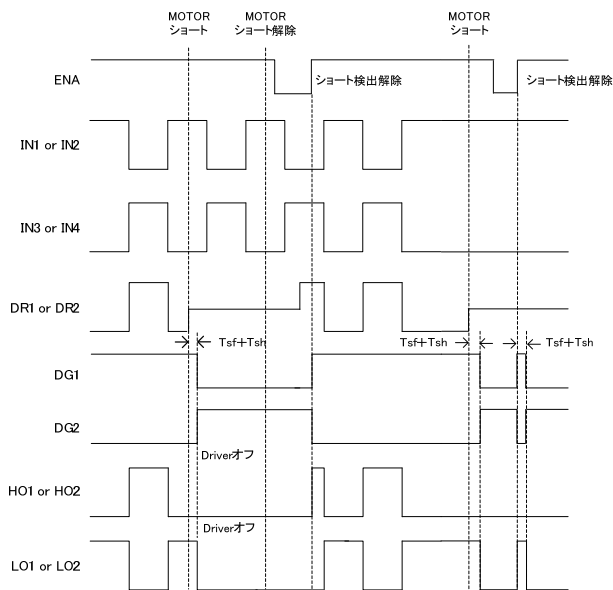 MOTOR
ショート
MOTOR
ショート解除
MOTOR
ショート
ENA
ショート検出解除
ショート検出解除
IN1 or IN2
IN3 or IN4
DR1 or DR2
Tsf+Tsh
Tsf+Tsh
Tsf+Tsh
DG1
DG2
Driverオフ
HO1 or HO2
Driverオフ
LO1 or LO2